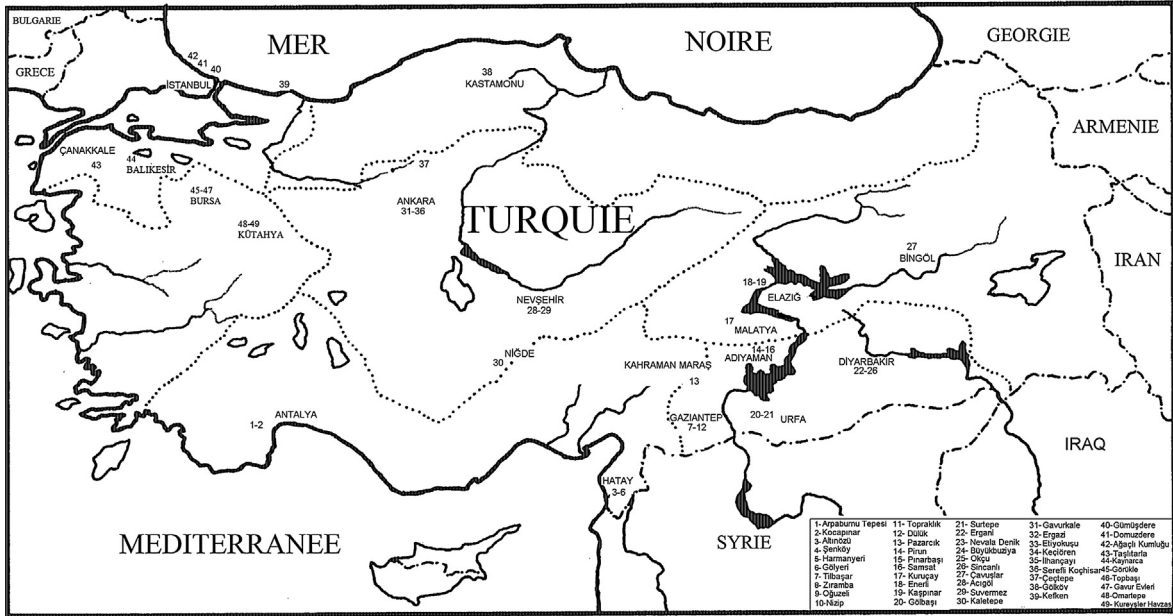 BULGARIE
MER
NOIRE
GEORGIE
42
41
40
GRECE
İSTANBUL
39
38
KASTAMONU
ARMENIE
ÇANAKKALE
43
44
BALIKESİR
37
45-47
BURSA
ANKARA
31-36
TURQUIE
48-49
KÜTAHYA
27
BİNGÖL
IRAN
18-19
ELAZIĞ
NEVŞEHİR
28-29
17
MALATYA
14-16
ADIYAMAN
NİĞDE
30
KAHRAMAN MARAŞ
13
DİYARBAKIR
22-26
ANTALYA
1-2
GAZIANTEP
7-12
20-21
URFA
IRAQ
HATAY
3-6
MEDITERRANEE
SYRIE
1- Arpaburnu Tepesi
2- Kocapınar
3- Altınözü
4- Şenköy
5- Harmanyeri
6- Gölyeri
7- Tilbaşar
8- Zıramba
9- Oğuzeli
10- Nizip
11- Topraklık
12- Dülük
13- Pazarcık
14- Pirun
15- Pınarbaşı
16- Samsat
17- Kuruçay
18- Enerli
19- Kaşpınar
20- Gölbaşı
21- Surtepe
22- Ergani
23- Nevala Denik
24- Büyükbuziya
25- Okçu
26- Sincanlı
27- Çavuşlar
28- Acıgöl
29- Suvermez
30- Kaletepe
31- Gavurkale
32- Ergazi
33- Etiyokuşu
34- Keçiören
35- İlhançayı
36- Serefli Koçhisar
37- Çeçtepe
38- Gölköy
39- Kefken
40- Gümüşdere
41- Domuzdere
42- Ağaçlı Kumluğu
43- Taşlıtarla
44- Kaynarca
45- Görükle
46- Topbaşı
47- Gavur Evleri
48- Omartepe
49- Kureyşler Havzası